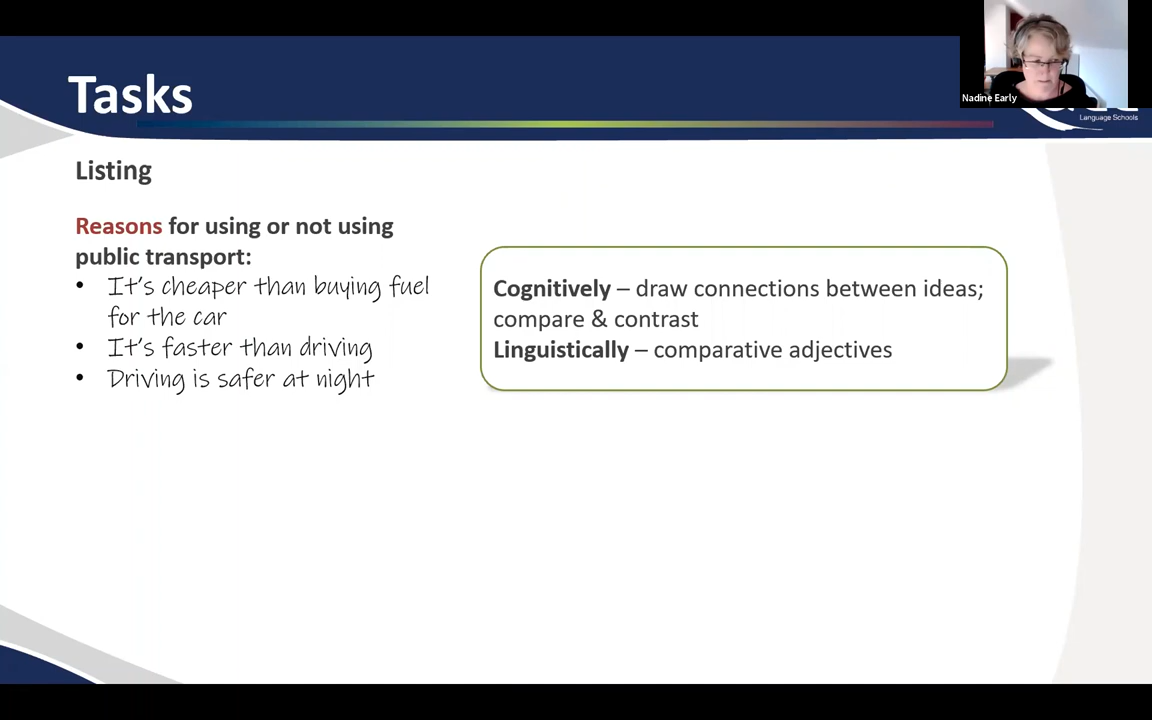 Tasks
Nadine Early
Language Schools
Listing
Reasons for using or not using
public transport:
• It's cheaper than buying fuel
for the car
• It's faster than driving
• Driving is safer at night
Cognitively – draw connections between ideas;
compare & contrast
Linguistically – comparative adjectives